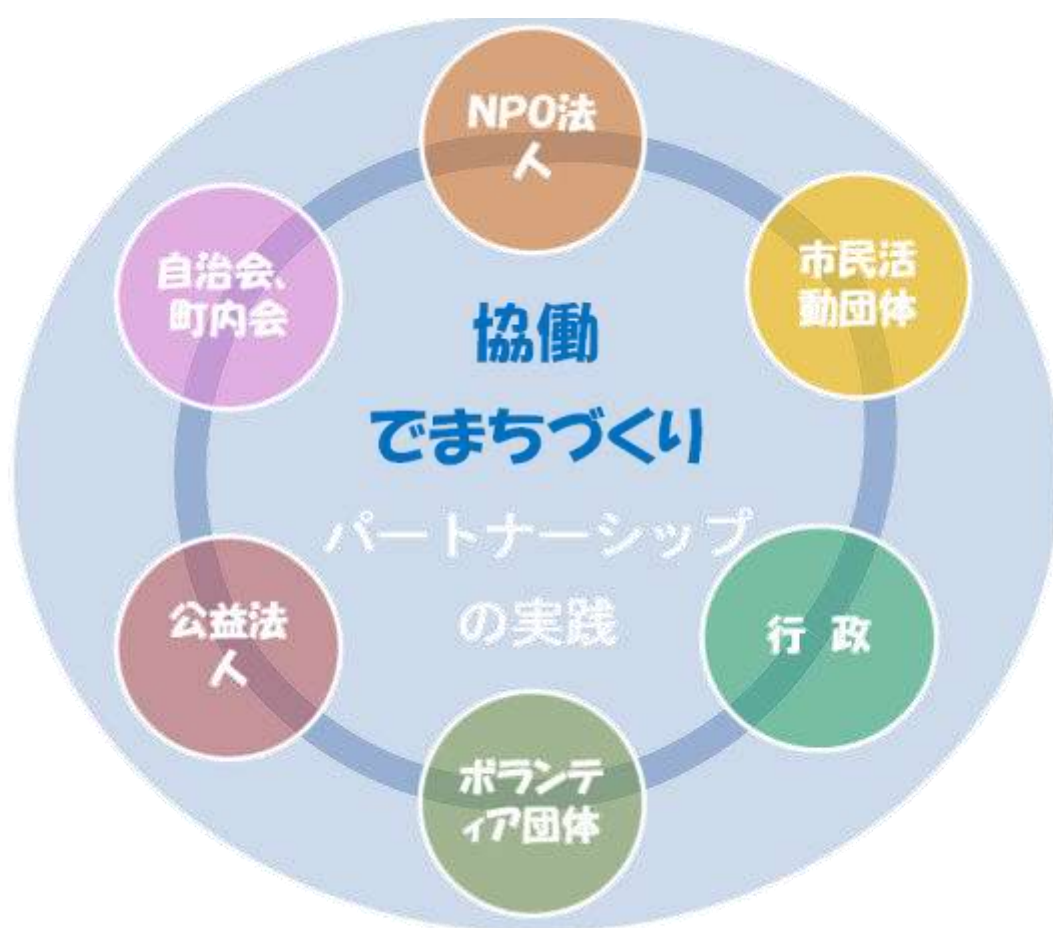 NPO法
人
自治会、
町内会
市民活
動団体
協働
でまちづくり
パートナーシップ
の実践
公益法
人
行 政
ボランテ
ィア団体